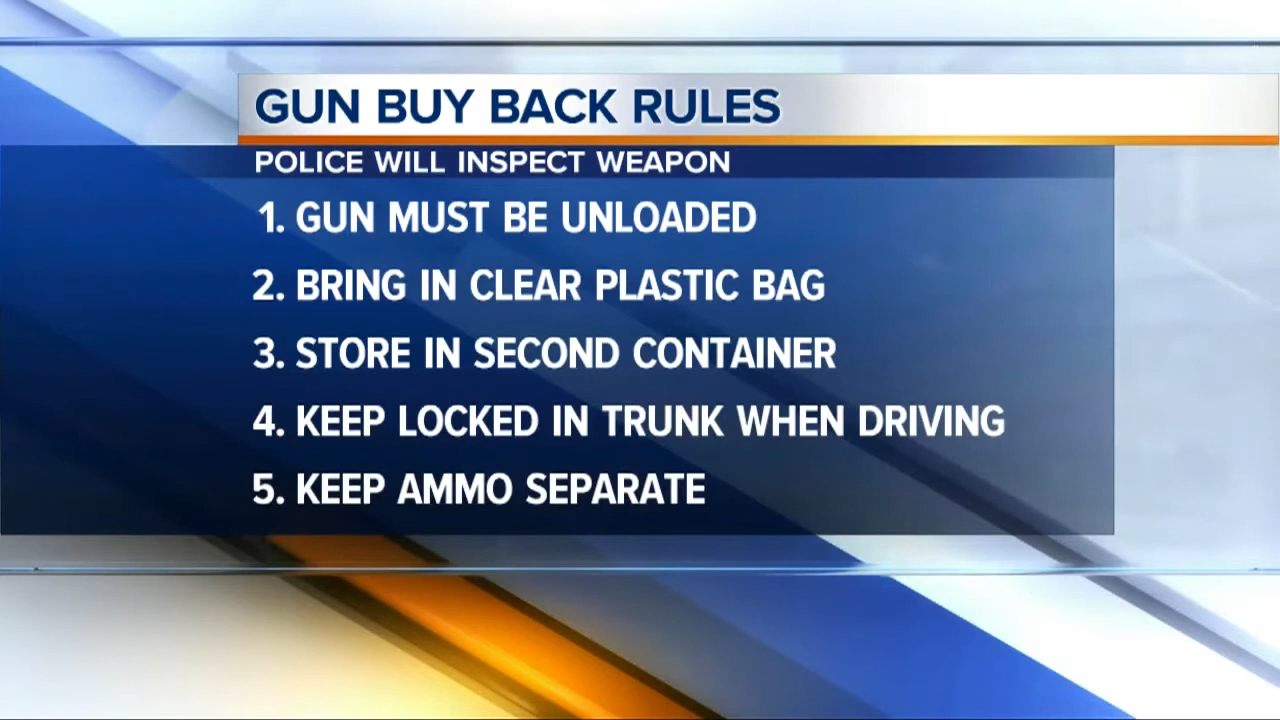 GUN BUY BACK RULES
POLICE WILL INSPECT WEAPON
1. GUN MUST BE UNLOADED
2. BRING IN CLEAR PLASTIC BAG
3. STORE IN SECOND CONTAINER
4. KEEP LOCKED IN TRUNK WHEN DRIVING
5. KEEP AMMO SEPARATE